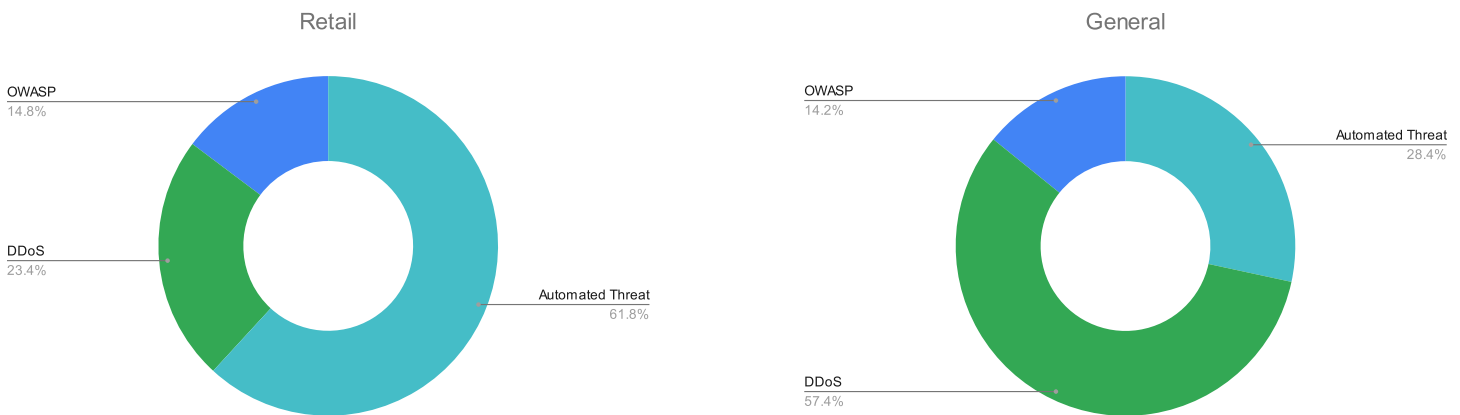 Retail
OWASP
14.8%
DDoS
23.4%
Automated Threat
61.8%
General
OWASP
14.2%
Automated Threat
28.4%
DDoS
57.4%